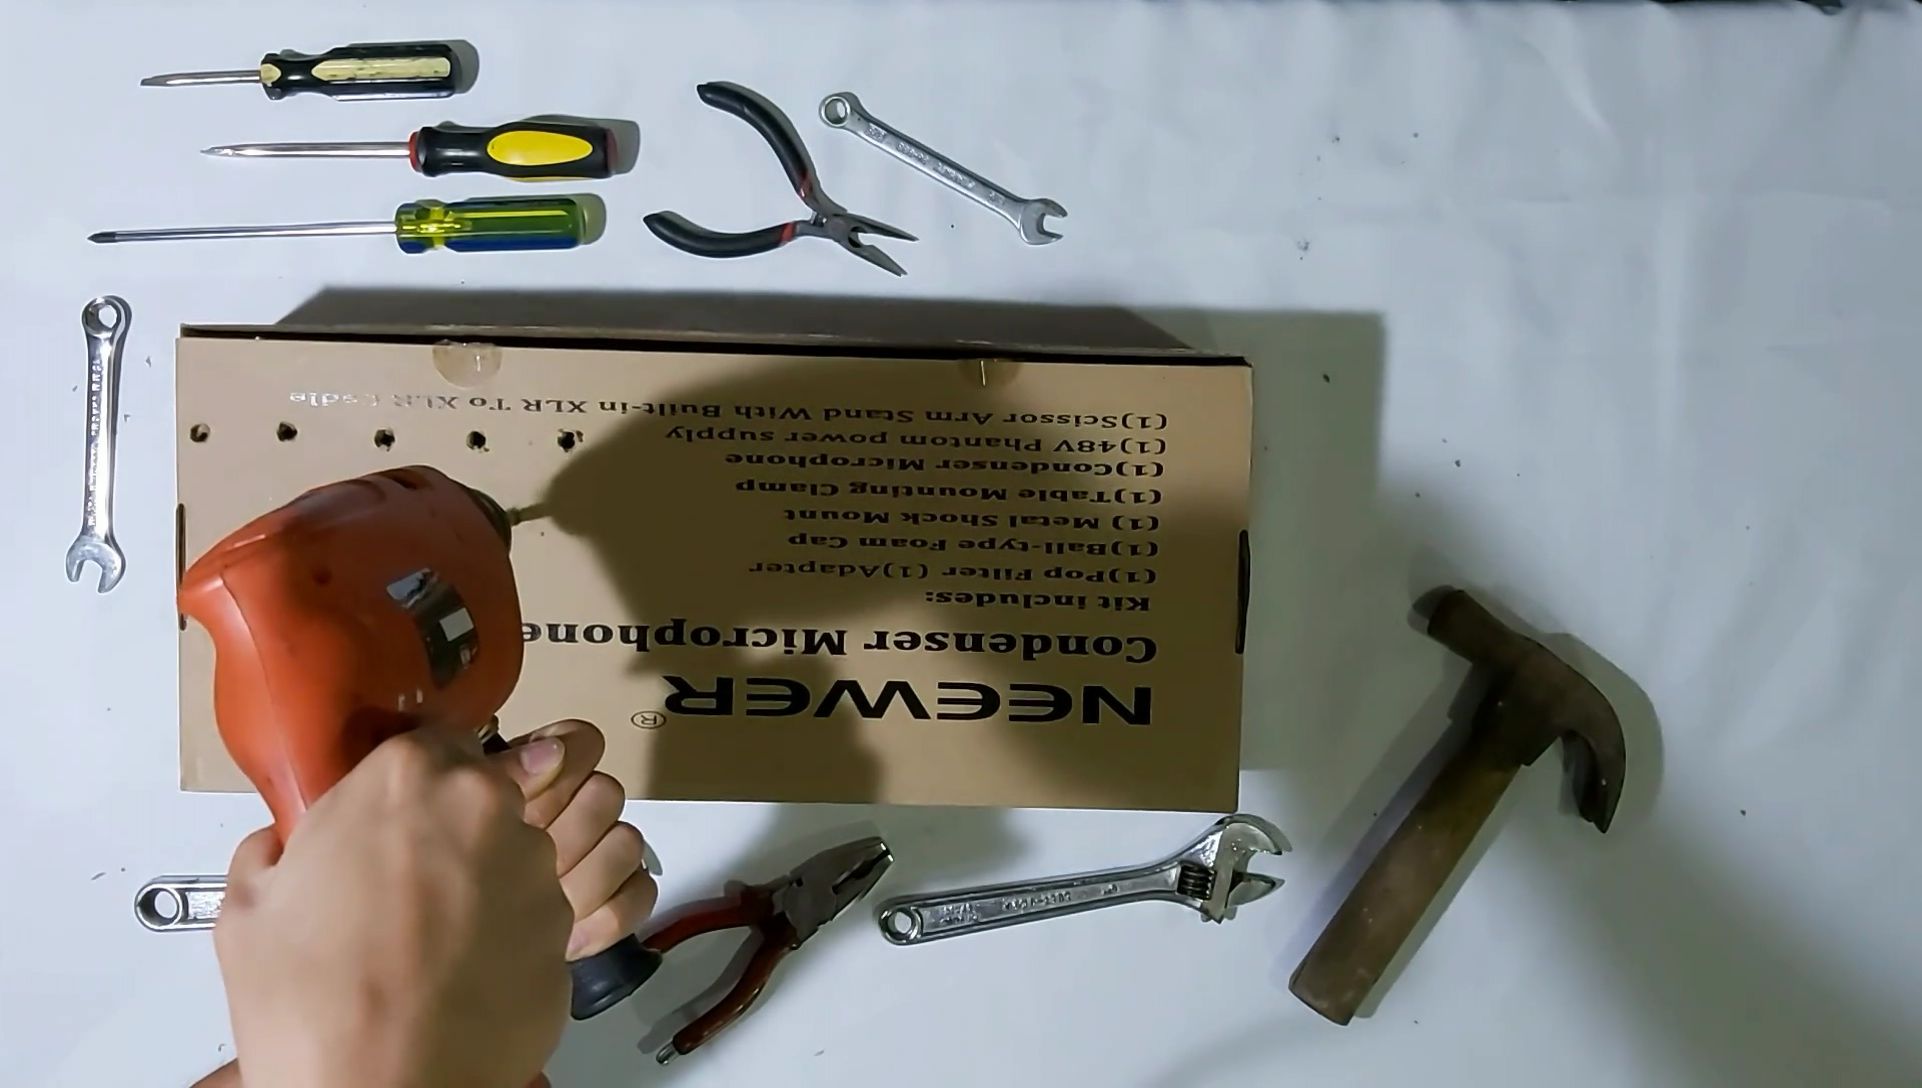 NEEWER®
Condenser Microphone
Kit includes:
(1)Pop Filter (1)Adapter
(1)Ball-type Foam Cap
(1) Metal Shock Mount
(1)Table Mounting Clamp
(1)Condenser Microphone
(1)48V Phantom power supply
(1)Scissor Arm Stand With Built-in XLR To XLR Cable